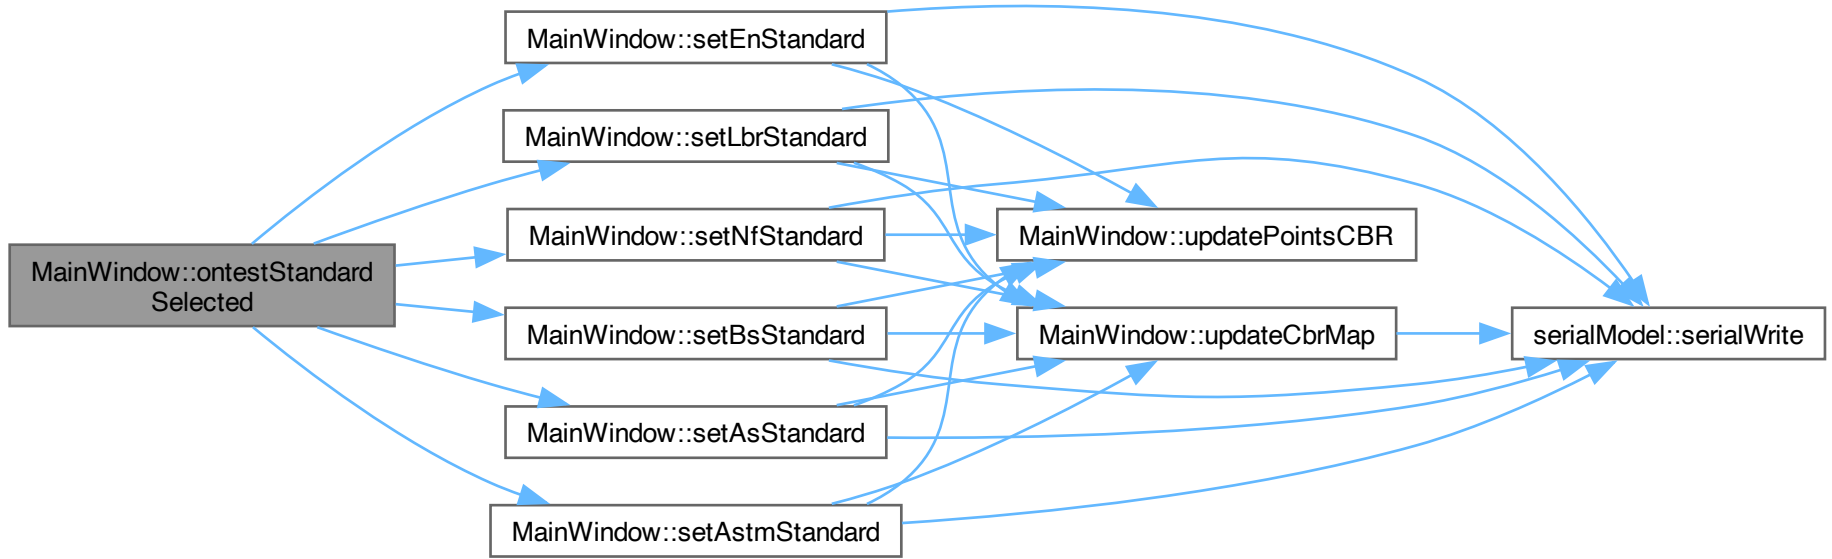 MainWindow::ontestStandard
Selected
MainWindow::setEnStandard
MainWindow::setLbrStandard
MainWindow::setNfStandard
MainWindow::setBsStandard
MainWindow::setAsStandard
MainWindow::setAstmStandard
MainWindow::updatePointsCBR
MainWindow::updateCbrMap
serialModel::serialWrite